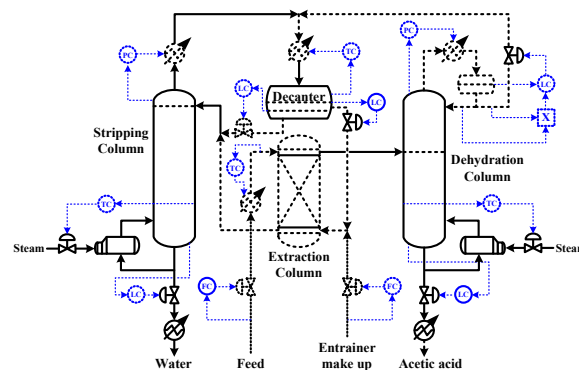 PC
TC
PC
LC
Decanter
LC
LC
Stripping
Column
X
TC
Dehydration
Column
TC
TC
Steam
Steam
Extraction
Column
LC
FC
FC
LC
Water
Feed
Entrainer
make up
Acetic acid